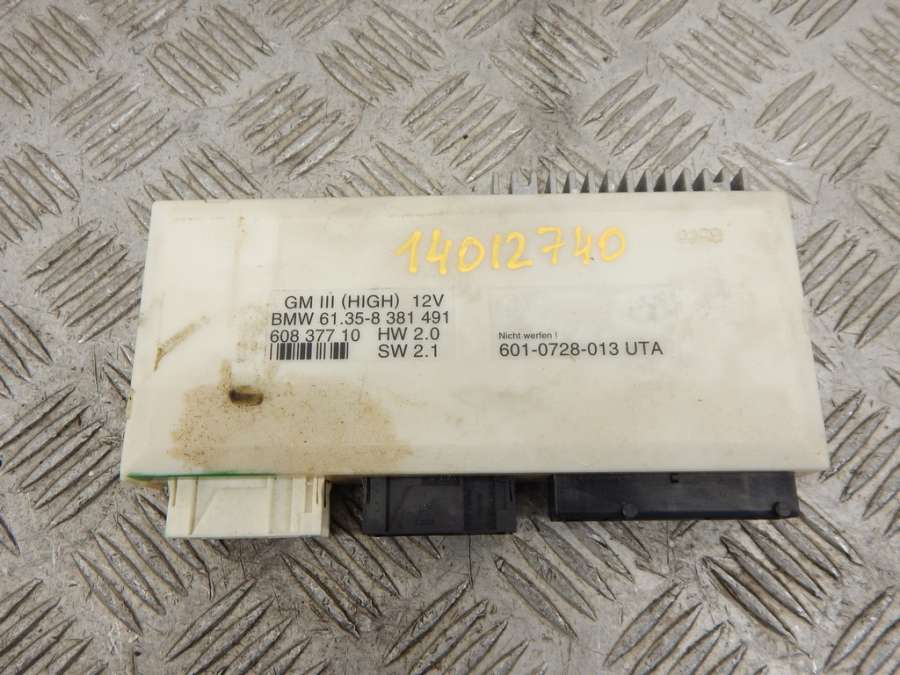 14012740
GM III (HIGH) 12V
BMW 61.35-8 381 491
608 377 10 HW 2.0
SW 2.1
Nicht werfen !
601-0728-013 UTA